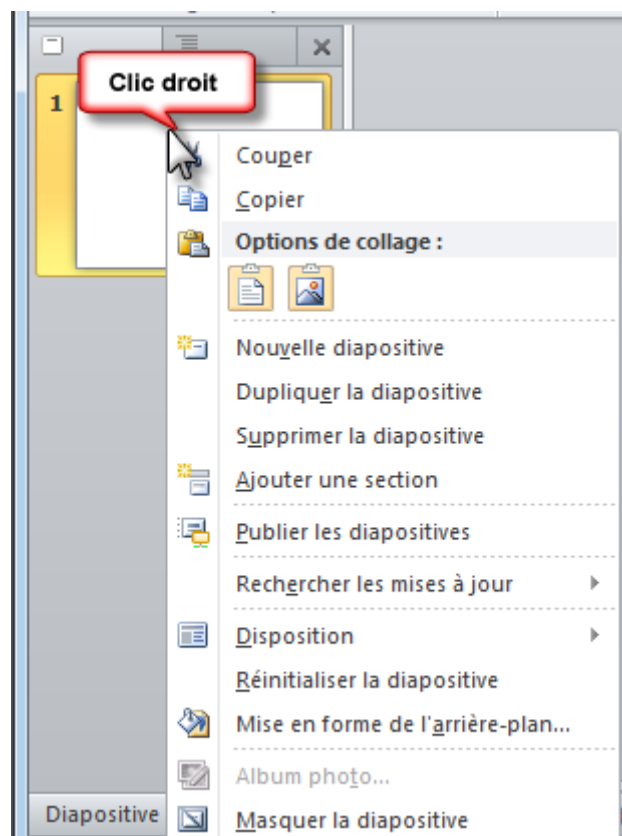 Clic droit
1
Couper
Copier
Options de collage :
Nouvelle diapositive
Dupliquer la diapositive
Supprimer la diapositive
Ajouter une section
Publier les diapositives
Rechercher les mises à jour
Disposition
Réinitialiser la diapositive
Mise en forme de l'arrière-plan...
Album photo...
Diapositive
Masquer la diapositive